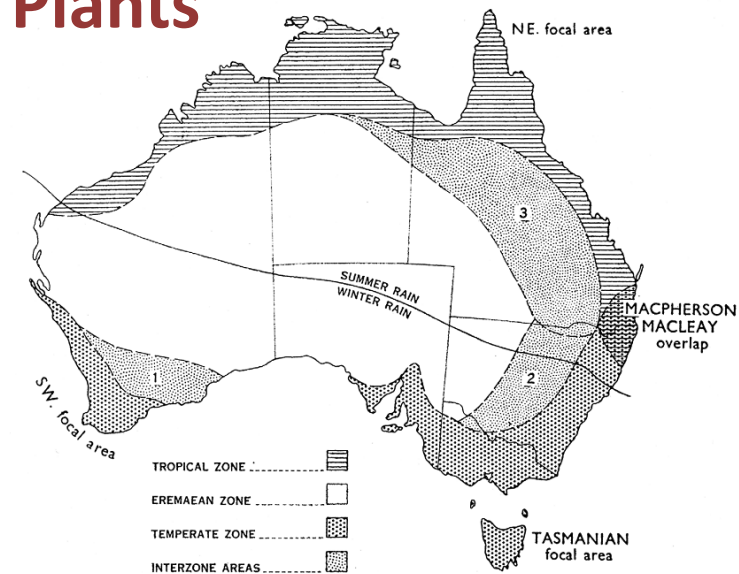 Plants
NE. focal area
3
SUMMER RAIN
WINTER RAIN
MACPHERSON
MACLEAY
overlap
1
2
SW. focal area
TROPICAL ZONE
EREMAEAN ZONE
TEMPERATE ZONE
INTERZONE AREAS
TASMANIAN
focal area